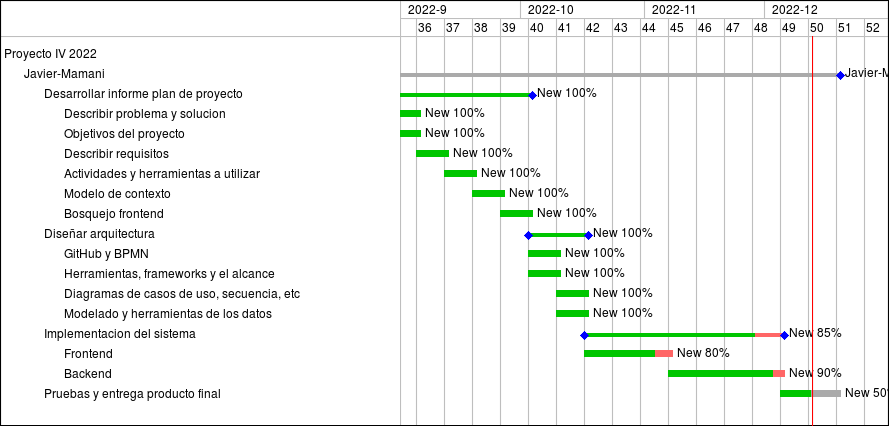 2022-9 2022-10 2022-11 2022-12
36 37 38 39 40 41 42 43 44 45 46 47 48 49 50 51 52
Proyecto IV 2022
Javier-Mamani Javier-M
Desarrollar informe plan de proyecto New 100%
Describir problema y solucion New 100%
Objetivos del proyecto New 100%
Describir requisitos New 100%
Actividades y herramientas a utilizar New 100%
Modelo de contexto New 100%
Bosquejo frontend New 100%
Diseñar arquitectura New 100%
GitHub y BPMN New 100%
Herramientas, frameworks y el alcance New 100%
Diagramas de casos de uso, secuencia, etc New 100%
Modelado y herramientas de los datos New 100%
Implementacion del sistema New 85%
Frontend New 80%
Backend New 90%
Pruebas y entrega producto final New 50%